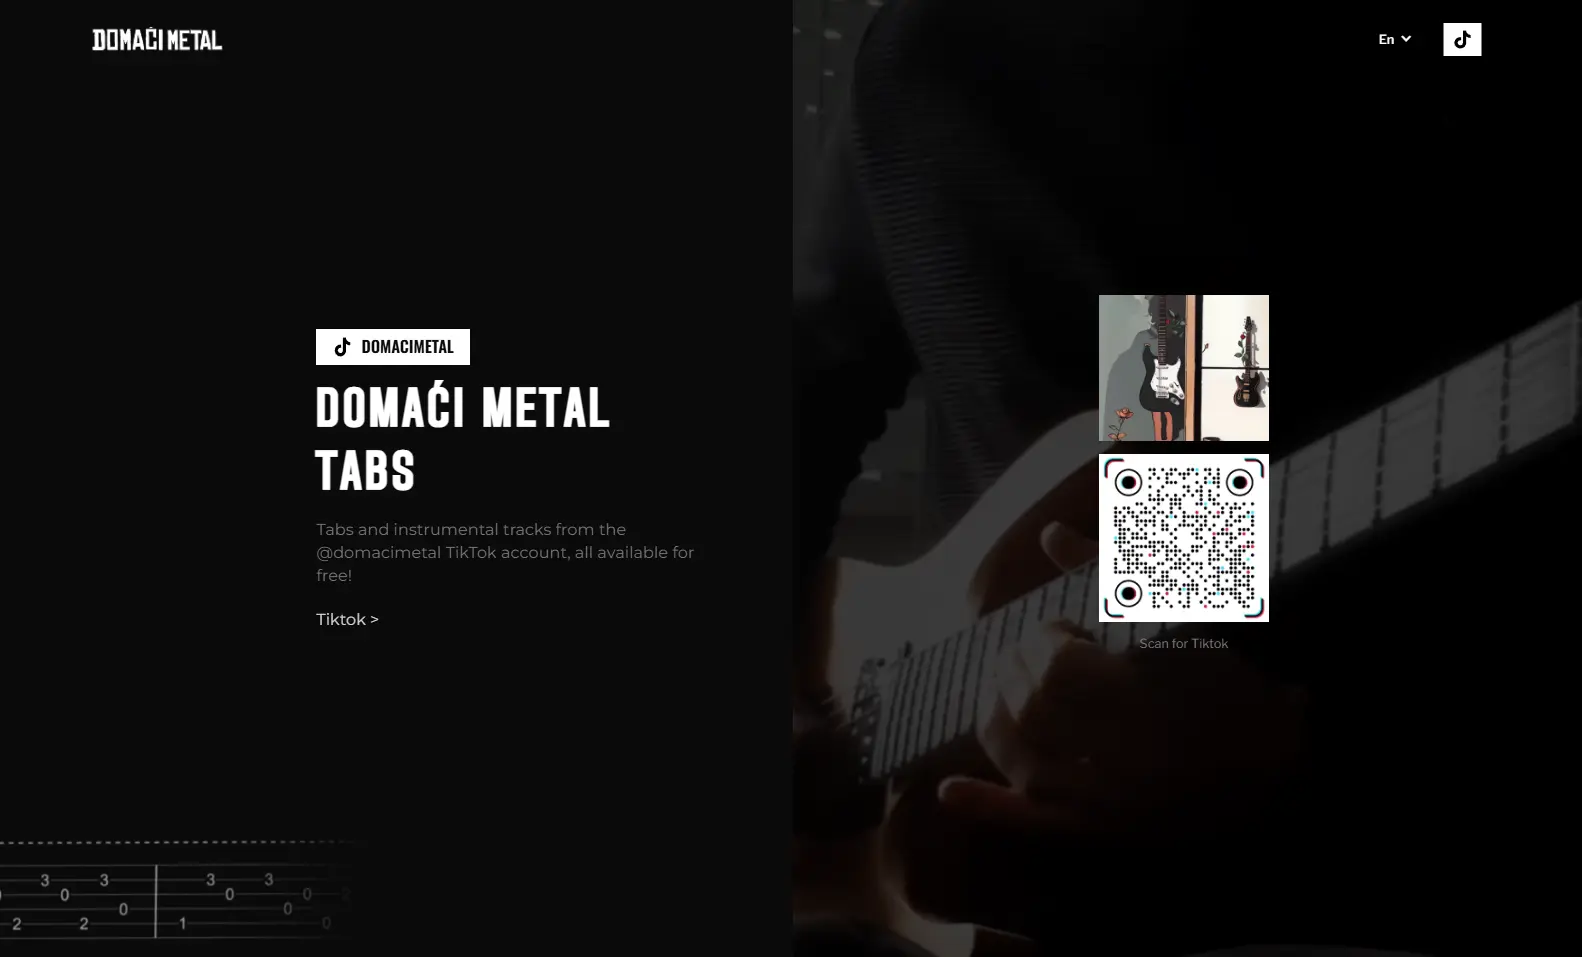 DOMAĆI METAL
En
DOMACIMETAL
DOMAĆI METAL
TABS
Tabs and instrumental tracks from the
@domacimetal TikTok account, all available for
free!
Tiktok >
Scan for Tiktok
3 3 3 3
0 0 0
0 0
2 2 1 0